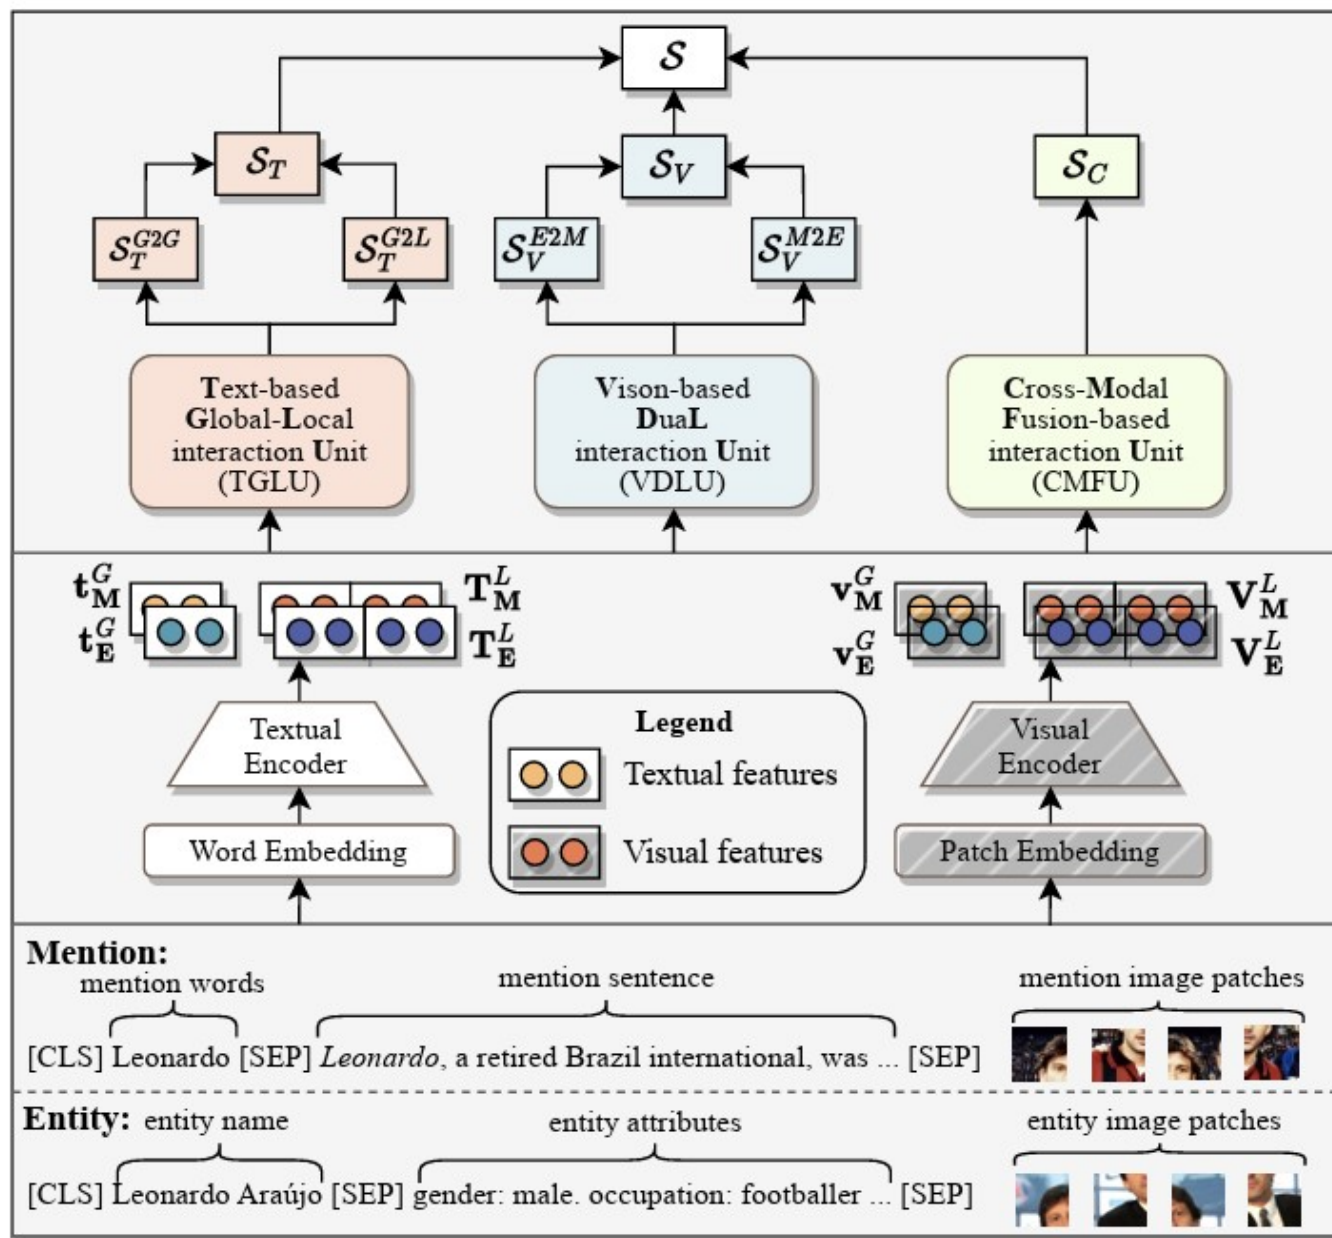 S
S_T
S_V
S_C
S_T^{G2G}
S_T^{G2L}
S_V^{E2M}
S_V^{M2E}
Text-based
Global-Local
interaction Unit
(TGLU)
Vison-based
DuaL
interaction Unit
(VDLU)
Cross-Modal
Fusion-based
interaction Unit
(CMFU)
t_M^G
t_E^G
T_M^L
T_E^L
v_M^G
v_E^G
V_M^L
V_E^L
Textual
Encoder
Word Embedding
Legend
Textual features
Visual features
Visual
Encoder
Patch Embedding
Mention:
mention words
mention sentence
mention image patches
[CLS] Leonardo [SEP] Leonardo, a retired Brazil international, was ... [SEP]
Entity:
entity name
entity attributes
entity image patches
[CLS] Leonardo Araújo [SEP] gender: male. occupation: footballer ... [SEP]